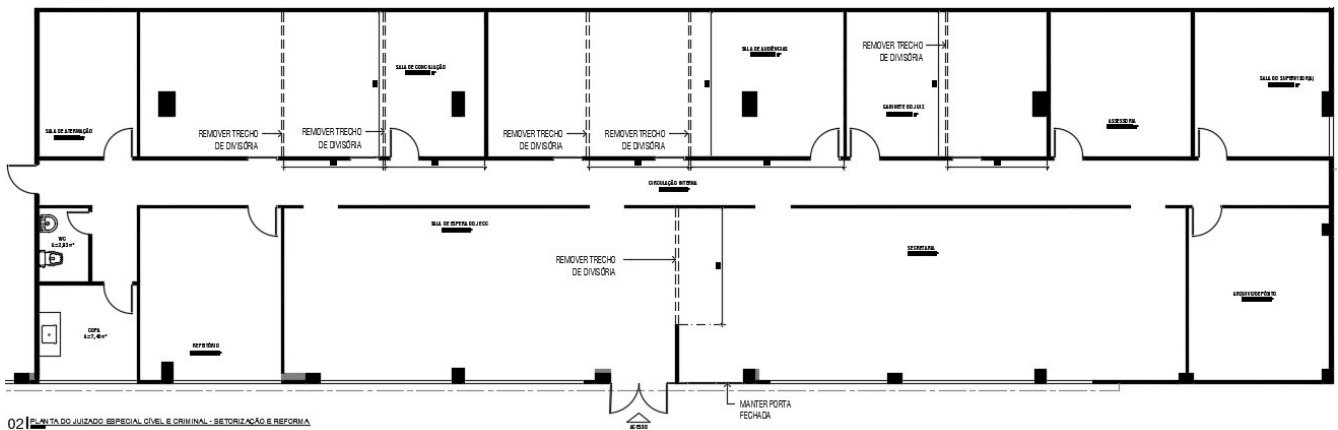 SALA DE AUDIÊNCIAS
REMOVER TRECHO
DE DIVISÓRIA
SALA DE CONCILIAÇÃO
SALA DO SUPERVISOR(A)
GABINETE DO JUIZ
ASSESSORIA
SALA DE ATERMAÇÃO
REMOVER TRECHO
DE DIVISÓRIA
REMOVER TRECHO
DE DIVISÓRIA
REMOVER TRECHO
DE DIVISÓRIA
REMOVER TRECHO
DE DIVISÓRIA
CIRCULAÇÃO INTERNA
SALA DE ESPERA DO JECC
WC
SECRETARIA
REMOVER TRECHO
DE DIVISÓRIA
ARQUIVO/DEPÓSITO
COPA
REFEITÓRIO
MANTER PORTA
FECHADA
ACESSO
02 PLANTA DO JUIZADO ESPECIAL CÍVEL E CRIMINAL - SETORIZAÇÃO E REFORMA